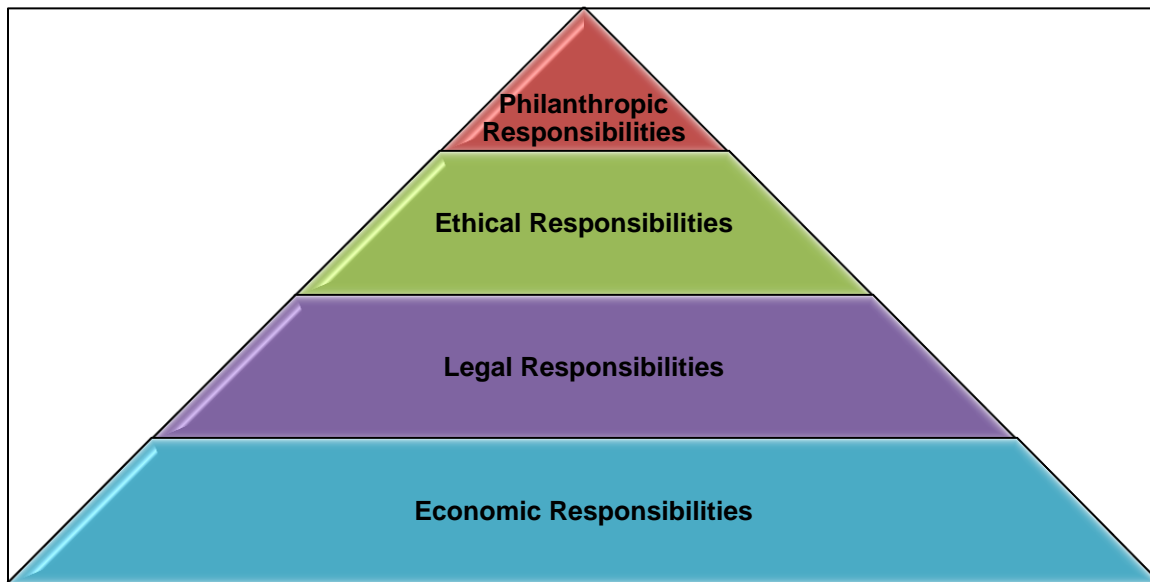 Philanthropic
Responsibilities
Ethical Responsibilities
Legal Responsibilities
Economic Responsibilities